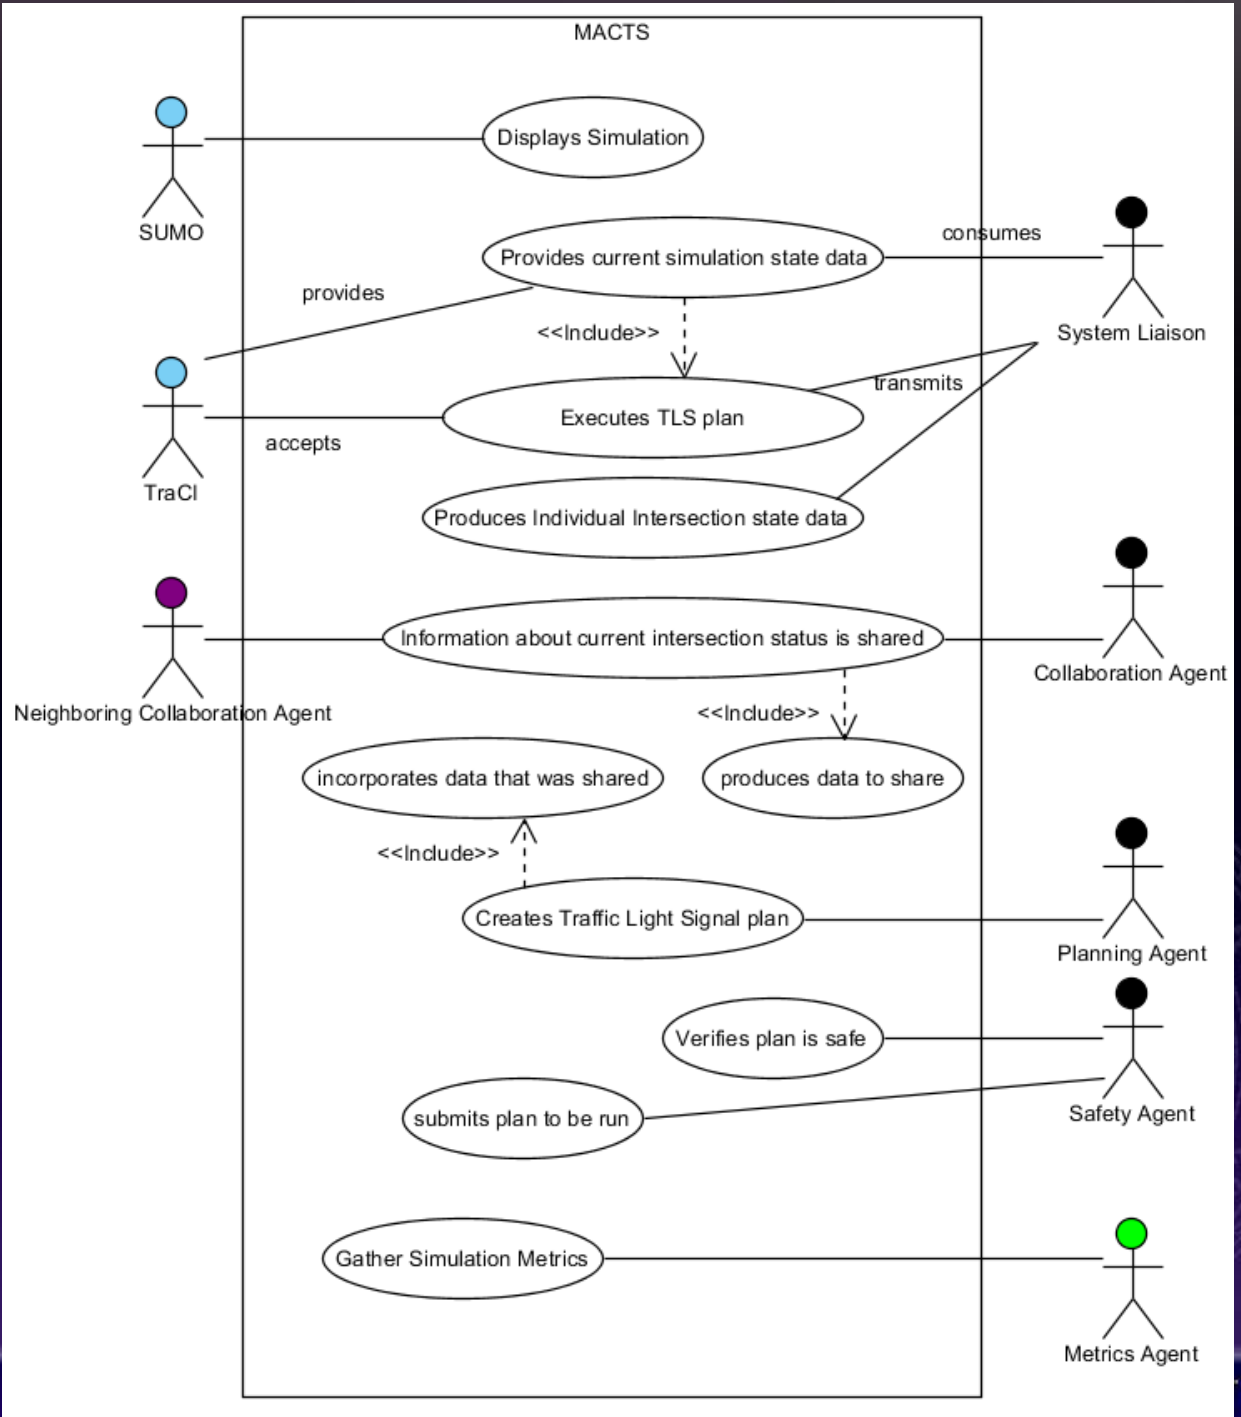 MACTS
Displays Simulation
SUMO
consumes
Provides current simulation state data
provides
<<Include>>
System Liaison
transmits
Executes TLS plan
accepts
TraCI
Produces Individual Intersection state data
Information about current intersection status is shared
Collaboration Agent
Neighboring Collaboration Agent
<<Include>>
incorporates data that was shared
produces data to share
<<Include>>
Creates Traffic Light Signal plan
Planning Agent
Verifies plan is safe
submits plan to be run
Safety Agent
Gather Simulation Metrics
Metrics Agent